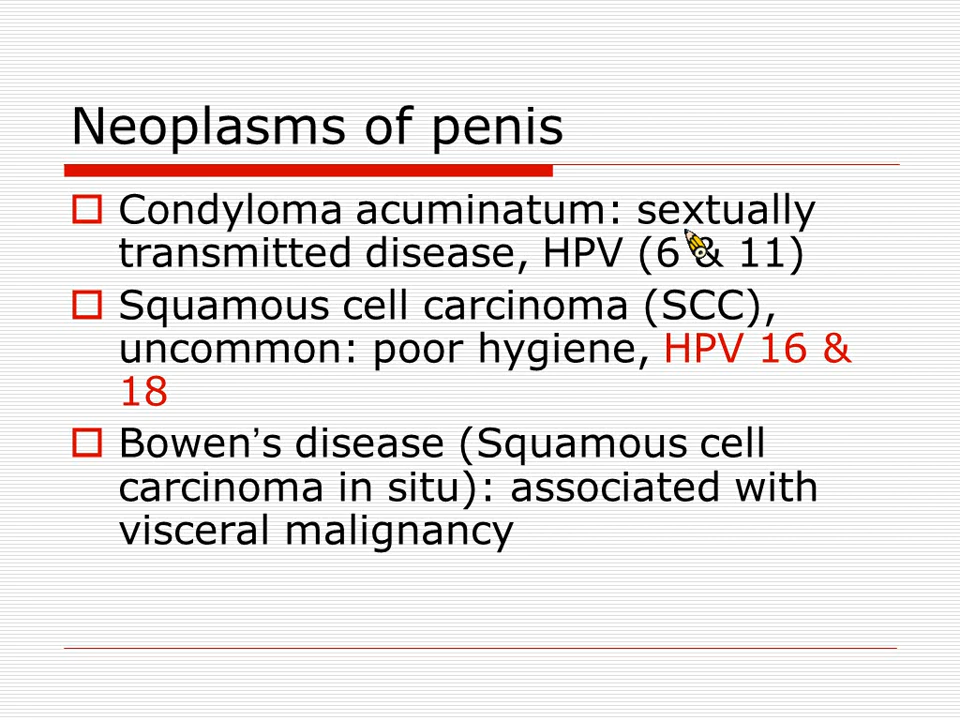 Neoplasms of penis
Condyloma acuminatum: sextually
transmitted disease, HPV (6 & 11)
Squamous cell carcinoma (SCC),
uncommon: poor hygiene, HPV 16 &
18
Bowen’s disease (Squamous cell
carcinoma in situ): associated with
visceral malignancy